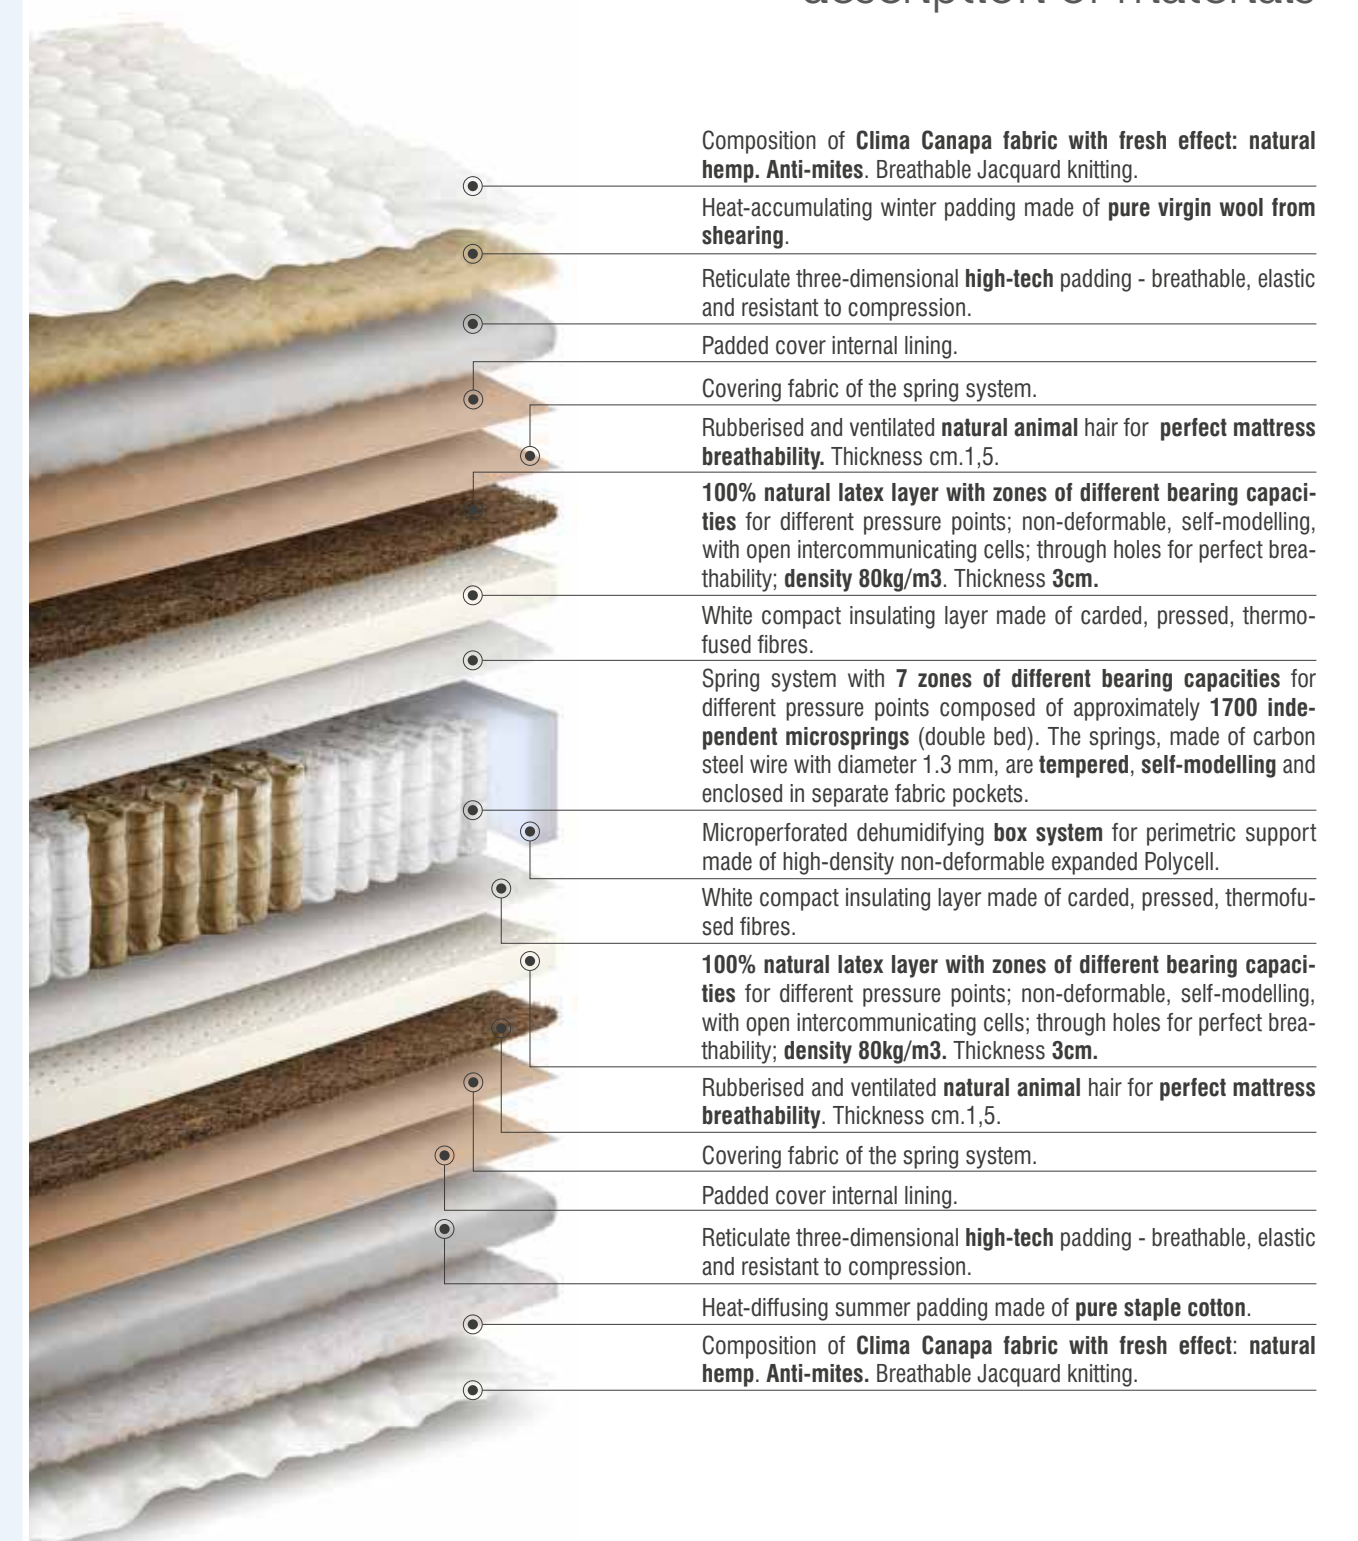 description of materials
Composition of Clima Canapa fabric with fresh effect: natural
hemp. Anti-mites. Breathable Jacquard knitting.
Heat-accumulating winter padding made of pure virgin wool from
shearing.
Reticulate three-dimensional high-tech padding - breathable, elastic
and resistant to compression.
Padded cover internal lining.
Covering fabric of the spring system.
Rubberised and ventilated natural animal hair for perfect mattress
breathability. Thickness cm.1,5.
100% natural latex layer with zones of different bearing capaci-
ties for different pressure points; non-deformable, self-modelling,
with open intercommunicating cells; through holes for perfect brea-
thability; density 80kg/m3. Thickness 3cm.
White compact insulating layer made of carded, pressed, thermo-
fused fibres.
Spring system with 7 zones of different bearing capacities for
different pressure points composed of approximately 1700 inde-
pendent microsprings (double bed). The springs, made of carbon
steel wire with diameter 1.3 mm, are tempered, self-modelling and
enclosed in separate fabric pockets.
Microperforated dehumidifying box system for perimetric support
made of high-density non-deformable expanded Polycell.
White compact insulating layer made of carded, pressed, thermofu-
sed fibres.
100% natural latex layer with zones of different bearing capaci-
ties for different pressure points; non-deformable, self-modelling,
with open intercommunicating cells; through holes for perfect brea-
thability; density 80kg/m3. Thickness 3cm.
Rubberised and ventilated natural animal hair for perfect mattress
breathability. Thickness cm.1,5.
Covering fabric of the spring system.
Padded cover internal lining.
Reticulate three-dimensional high-tech padding - breathable, elastic
and resistant to compression.
Heat-diffusing summer padding made of pure staple cotton.
Composition of Clima Canapa fabric with fresh effect: natural
hemp. Anti-mites. Breathable Jacquard knitting.